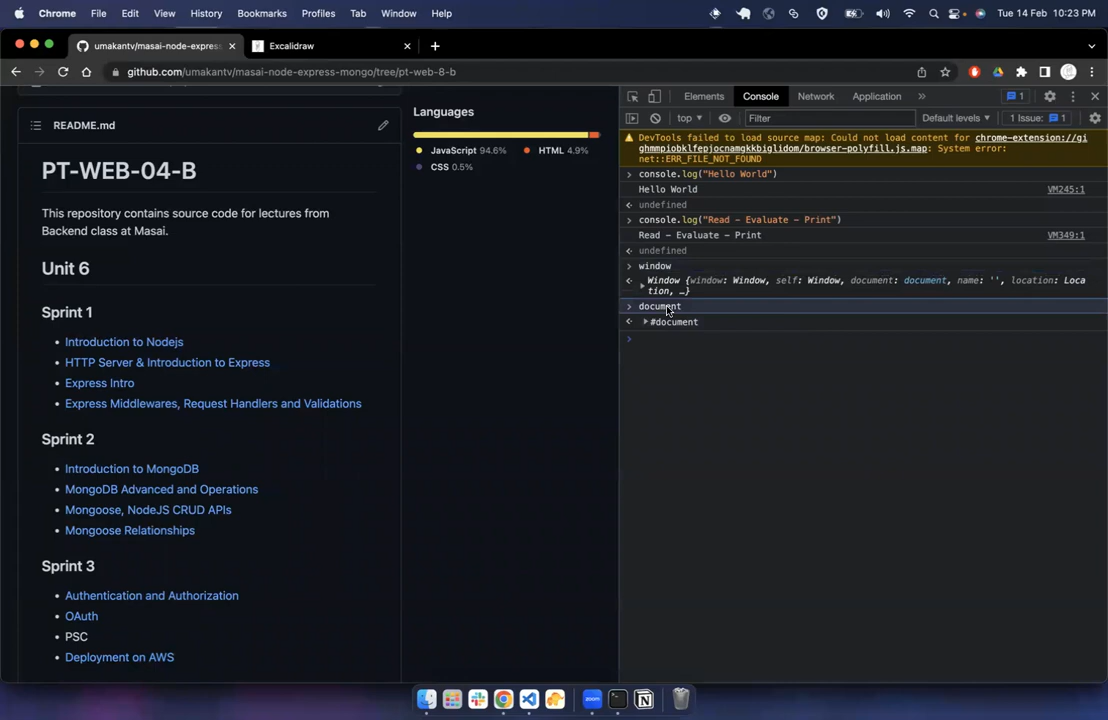 Chrome File Edit View History Bookmarks Profiles Tab Window Help Tue 14 Feb 10:23 PM
umakantv/masai-node-express
Excalidraw
github.com/umakantv/masai-node-express-mongo/tree/pt-web-8-b
README.md
PT-WEB-04-B
This repository contains source code for lectures from
Backend class at Masai.
Unit 6
Sprint 1
Introduction to Nodejs
HTTP Server & Introduction to Express
Express Intro
Express Middlewares, Request Handlers and Validations
Sprint 2
Introduction to MongoDB
MongoDB Advanced and Operations
Mongoose, NodeJS CRUD APIs
Mongoose Relationships
Sprint 3
Authentication and Authorization
OAuth
PSC
Deployment on AWS
Languages
JavaScript 94.6% HTML 4.9%
CSS 0.5%
Elements Console Network Application » 1
top Filter Default levels 1 Issue: 1
DevTools failed to load source map: Could not load content for chrome-extension://gi
ghmmpiobklfepjocnamgkkbiglidom/browser-polyfill.js.map: System error:
net::ERR_FILE_NOT_FOUND
console.log("Hello World")
Hello World VM245:1
undefined
console.log("Read - Evaluate - Print")
Read - Evaluate - Print VM349:1
undefined
window
Window {window: Window, self: Window, document: document, name: '', location: Loca
tion, …}
document
#document
zoom